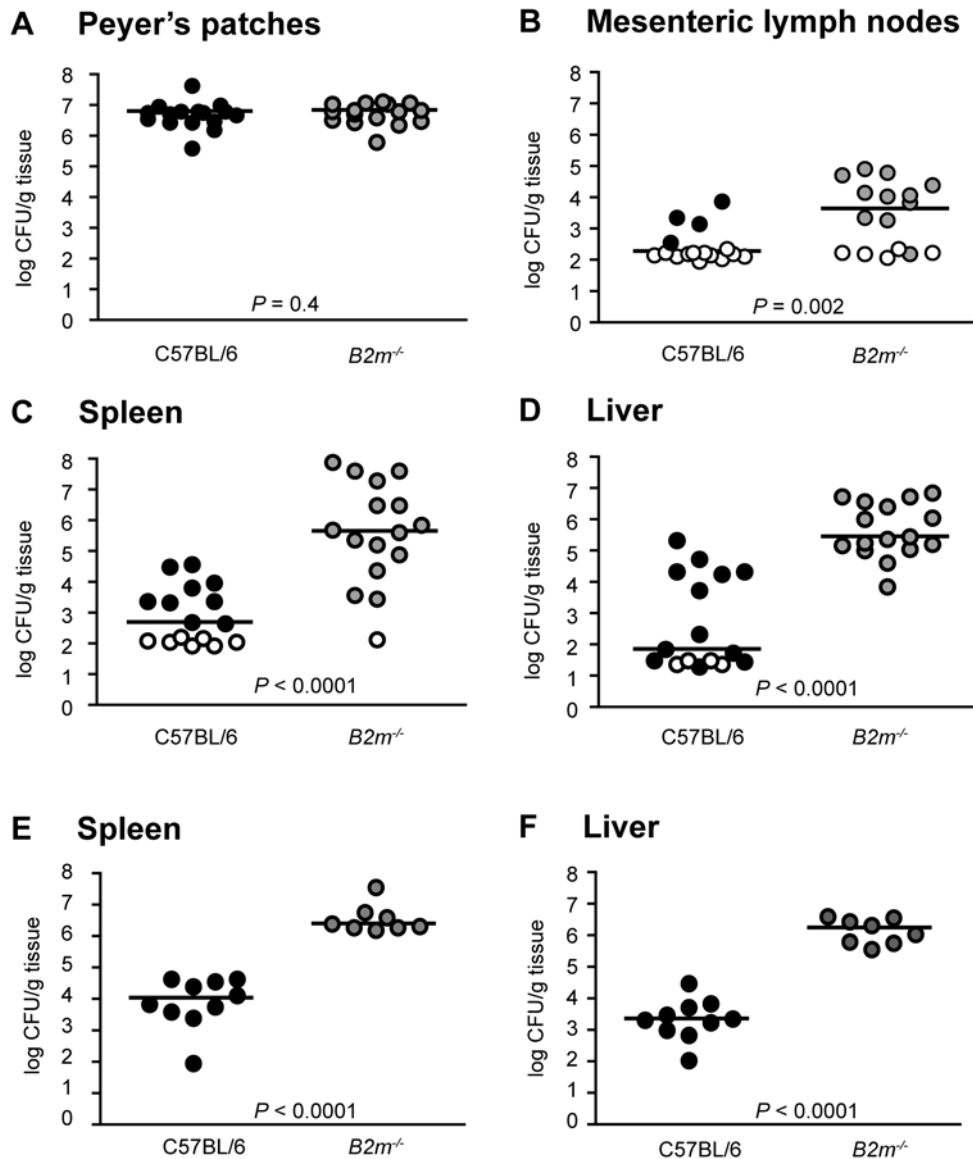 A Peyer's patches
8
7
6
5
4
3
2
1
0
log CFU/g tissue
P = 0.4
C57BL/6
B2m-/-
B Mesenteric lymph nodes
8
7
6
5
4
3
2
1
0
log CFU/g tissue
P = 0.002
C57BL/6
B2m-/-
C Spleen
8
7
6
5
4
3
2
1
0
log CFU/g tissue
P < 0.0001
C57BL/6
B2m-/-
D Liver
8
7
6
5
4
3
2
1
0
log CFU/g tissue
P < 0.0001
C57BL/6
B2m-/-
E Spleen
8
7
6
5
4
3
2
1
0
log CFU/g tissue
P < 0.0001
C57BL/6
B2m-/-
F Liver
8
7
6
5
4
3
2
1
0
log CFU/g tissue
P < 0.0001
C57BL/6
B2m-/-